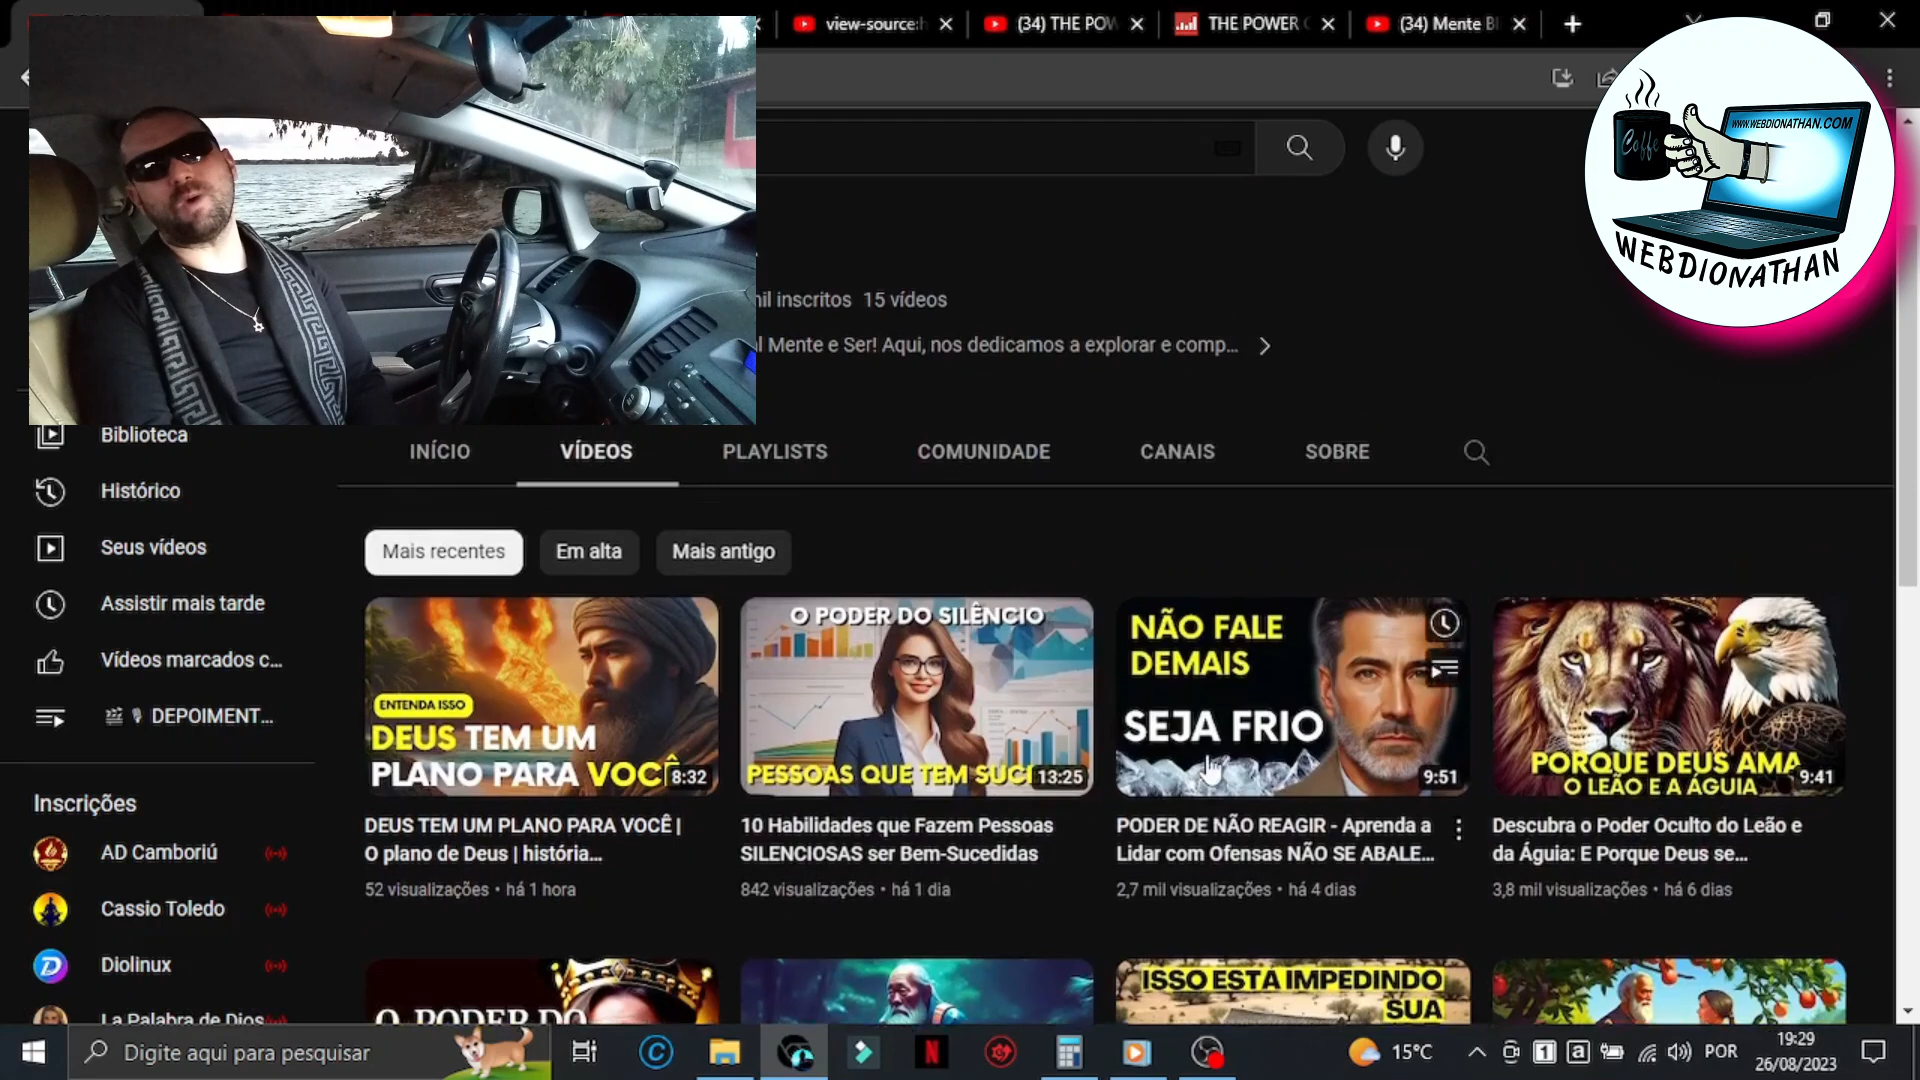 view-source:h
(34) THE POW
THE POWER
(34) Mente B
Coffe
WWW.WEBDIONATHAN.COM
WEBDIONATHAN
mil inscritos 15 vídeos
l Mente e Ser! Aqui, nos dedicamos a explorar e comp...
Biblioteca
Histórico
Seus vídeos
Assistir mais tarde
Vídeos marcados c...
DEPOIMENT...
Inscrições
AD Camboriú
Cassio Toledo
Diolinux
La Palabra de Dios
INÍCIO
VÍDEOS
PLAYLISTS
COMUNIDADE
CANAIS
SOBRE
Mais recentes
Em alta
Mais antigo
ENTENDA ISSO
DEUS TEM UM
PLANO PARA VOCÊ
8:32
DEUS TEM UM PLANO PARA VOCÊ |
O plano de Deus | história...
52 visualizações • há 1 hora
O PODER DO SILÊNCIO
PESSOAS QUE TEM SUC
13:25
10 Habilidades que Fazem Pessoas
SILENCIOSAS ser Bem-Sucedidas
842 visualizações • há 1 dia
NÃO FALE
DEMAIS
SEJA FRIO
9:51
PODER DE NÃO REAGIR - Aprenda a
Lidar com Ofensas NÃO SE ABALE...
2,7 mil visualizações • há 4 dias
PORQUE DEUS AMA
O LEÃO E A ÁGUIA
9:41
Descubra o Poder Oculto do Leão e
da Águia: E Porque Deus se...
3,8 mil visualizações • há 6 dias
O PODER DO
ISSO ESTÁ IMPEDINDO
SUA
Digite aqui para pesquisar
15°C
POR
19:29
26/08/2023